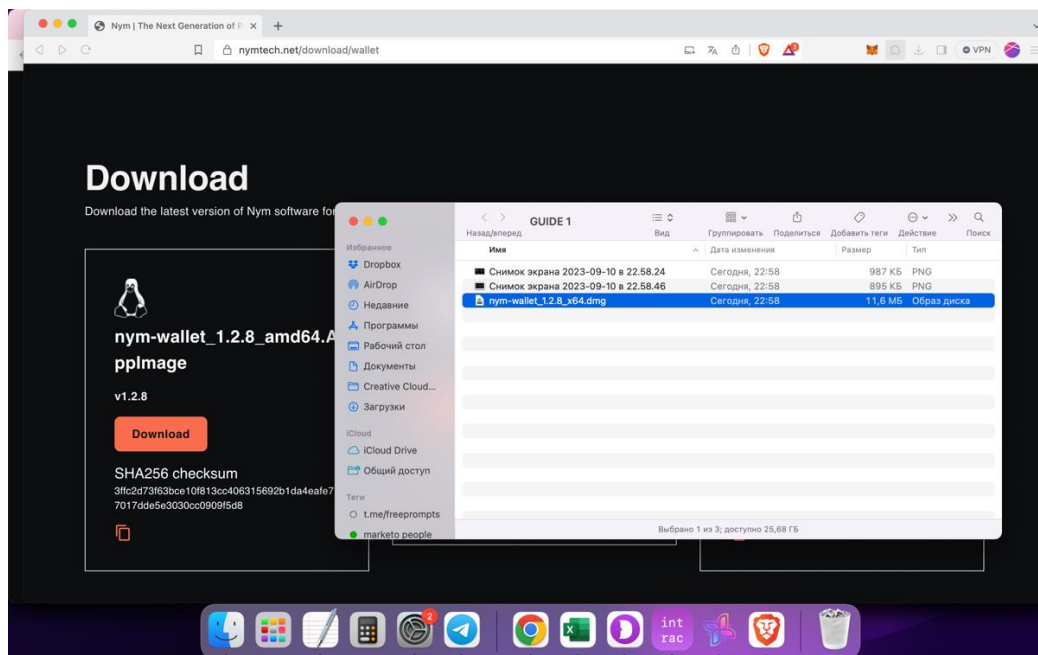 Nym | The Next Generation of P
nymtech.net/download/wallet
VPN
Download
Download the latest version of Nym software for
nym-wallet_1.2.8_amd64.A
ppImage
v1.2.8
Download
SHA256 checksum
3ffc2d73f63bce10f813cc406315692b1da4eafe7
7017dde5e3030cc0909f5d8
GUIDE 1
Назад/вперед
Вид
Группировать
Поделиться
Добавить теги
Действие
Поиск
Избранное
Dropbox
AirDrop
Недавние
Программы
Рабочий стол
Документы
Creative Cloud...
Загрузки
iCloud
iCloud Drive
Общий доступ
Теги
t.me/freeprompts
marketo people
Имя Дата изменения Размер Тип
Снимок экрана 2023-09-10 в 22.58.24 Сегодня, 22:58 987 КБ PNG
Снимок экрана 2023-09-10 в 22.58.46 Сегодня, 22:58 895 КБ PNG
nym-wallet_1.2.8_x64.dmg Сегодня, 22:58 11,6 МБ Образ диска
Выбрано 1 из 3; доступно 25,68 ГБ
2
int
rac